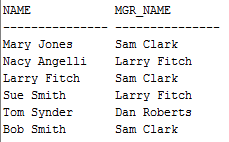 NAME            MGR_NAME
--------------- ---------------
Mary Jones      Sam Clark
Nacy Angelli    Larry Fitch
Larry Fitch     Sam Clark
Sue Smith       Larry Fitch
Tom Synder      Dan Roberts
Bob Smith       Sam Clark